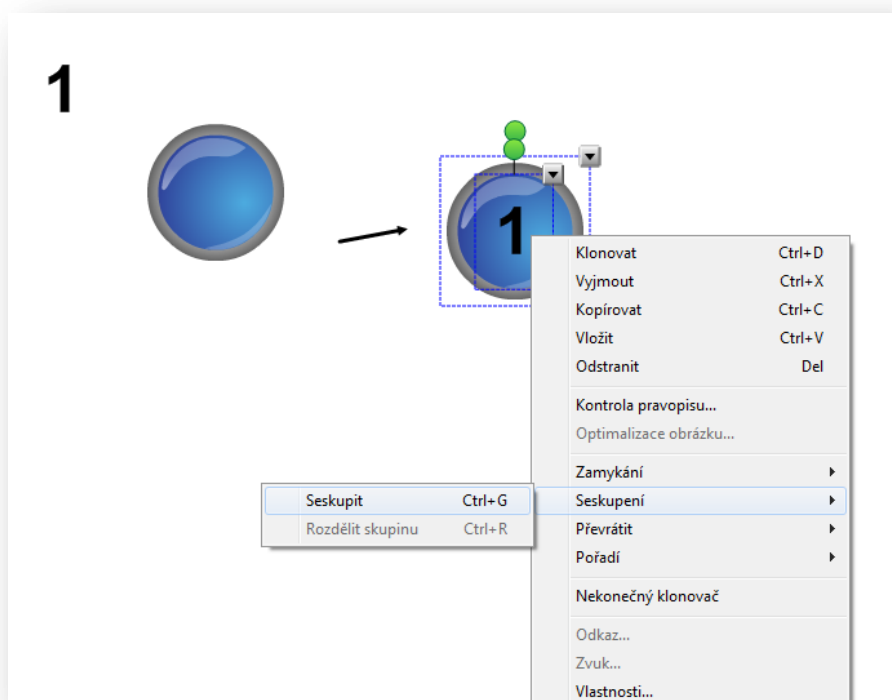 1
1
Klonovat Ctrl+D
Vyjmout Ctrl+X
Kopírovat Ctrl+C
Vložit Ctrl+V
Odstranit Del
Kontrola pravopisu...
Optimalizace obrázku...
Zamykání
Seskupení
Seskupit Ctrl+G
Rozdělit skupinu Ctrl+R
Převrátit
Pořadí
Nekonečný klonovač
Odkaz...
Zvuk...
Vlastnosti...